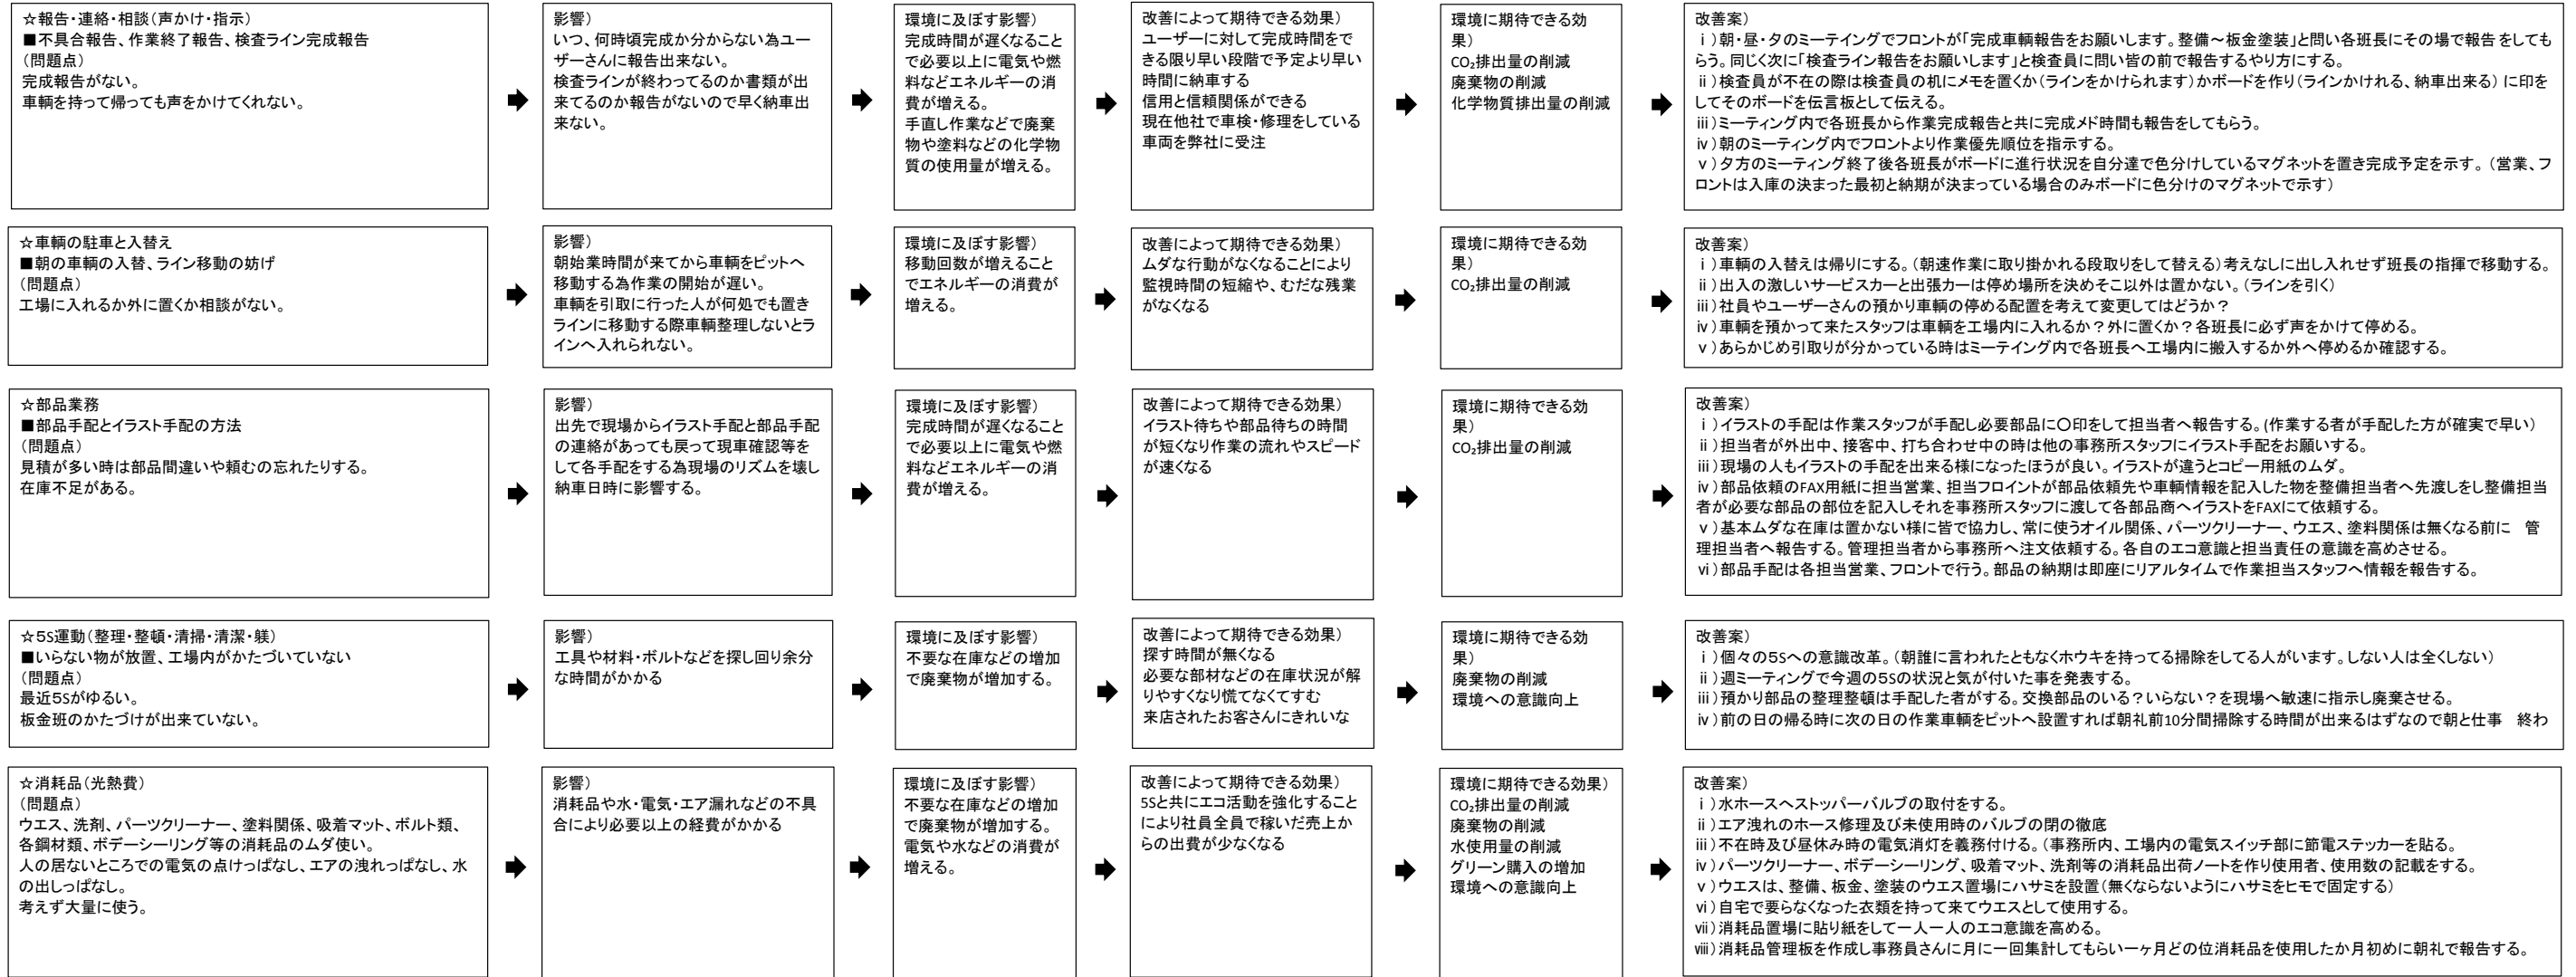 ☆報告・連絡・相談(声かけ・指示)
■不具合報告、作業終了報告、検査ライン完成報告
(問題点)
完成報告がない。
車輌を持って帰っても声をかけてくれない。
影響)
いつ、何時頃完成か分からない為ユー
ザーさんに報告出来ない。
検査ラインが終わってるのか書類が出
来てるのか報告がないので早く納車出
来ない。
環境に及ぼす影響)
完成時間が遅くなること
で必要以上に電気や燃
料などエネルギーの消
費が増える。
手直し作業などで廃棄
物や塗料などの化学物
質の使用量が増える。
改善によって期待できる効果)
ユーザーに対して完成時間をで
きる限り早い段階で予定より早い
時間に納車する
信用と信頼関係ができる
現在他社で車検・修理をしている
車両を弊社に受注
環境に期待できる効
果)
CO₂排出量の削減
廃棄物の削減
化学物質排出量の削減
改善案)
ⅰ)朝・昼・夕のミーテイングでフロントが「完成車輌報告をお願いします。整備～板金塗装」と問い各班長にその場で報告をしても
らう。同じく次に「検査ライン報告をお願いします」と検査員に問い皆の前で報告するやり方にする。
ⅱ)検査員が不在の際は検査員の机にメモを置くか(ラインをかけられます)かボードを作り(ラインかけれる、納車出来る)に印を
してそのボードを伝言板として伝える。
ⅲ)ミーティング内で各班長から作業完成報告と共に完成メド時間も報告をしてもらう。
ⅳ)朝のミーティング内でフロントより作業優先順位を指示する。
ⅴ)夕方のミーティング終了後各班長がボードに進行状況を自分達で色分けしているマグネットを置き完成予定を示す。(営業、フ
ロントは入庫の決まった最初と納期が決まっている場合のみボードに色分けのマグネットで示す)
☆車輌の駐車と入替え
■朝の車輌の入替、ライン移動の妨げ
(問題点)
工場に入れるか外に置くか相談がない。
影響)
朝始業時間が来てから車輌をピットへ
移動する為作業の開始が遅い。
車輌を引取に行った人が何処でも置き
ラインに移動する際車輌整理しないとラ
インへ入れられない。
環境に及ぼす影響)
移動回数が増えること
でエネルギーの消費が
増える。
改善によって期待できる効果)
ムダな行動がなくなることにより
監視時間の短縮や、むだな残業
がなくなる
環境に期待できる効
果)
CO₂排出量の削減
改善案)
ⅰ)車輌の入替えは帰りにする。(朝速作業に取り掛かれる段取りをして替える)考えなしに出し入れせず班長の指揮で移動する。
ⅱ)出入の激しいサービスカーと出張カーは停め場所を決めそこ以外は置かない。(ラインを引く)
ⅲ)社員やユーザーさんの預かり車輌の停める配置を考えて変更してはどうか？
ⅳ)車輌を預かって来たスタッフは車輌を工場内に入れるか？外に置くか？各班長に必ず声をかけて停める。
ⅴ)あらかじめ引取りが分かっている時はミーテイング内で各班長へ工場内に搬入するか外へ停めるか確認する。
☆部品業務
■部品手配とイラスト手配の方法
(問題点)
見積が多い時は部品間違いや頼むの忘れたりする。
在庫不足がある。
影響)
出先で現場からイラスト手配と部品手配
の連絡があっても戻って現車確認等を
して各手配をする為現場のリズムを壊し
納車日時に影響する。
環境に及ぼす影響)
完成時間が遅くなること
で必要以上に電気や燃
料などエネルギーの消
費が増える。
改善によって期待できる効果)
イラスト待ちや部品待ちの時間
が短くなり作業の流れやスピード
が速くなる
環境に期待できる効
果)
CO₂排出量の削減
改善案)
ⅰ)イラストの手配は作業スタッフが手配し必要部品に〇印をして担当者へ報告する。(作業する者が手配した方が確実で早い)
ⅱ)担当者が外出中、接客中、打ち合わせ中の時は他の事務所スタッフにイラスト手配をお願いする。
ⅲ)現場の人もイラストの手配を出来る様になったほうが良い。イラストが違うとコピー用紙のムダ。
ⅳ)部品依頼のFAX用紙に担当営業、担当フロイントが部品依頼先や車輌情報を記入した物を整備担当者へ先渡しをし整備担当
者が必要な部品の部位を記入しそれを事務所スタッフに渡して各部品商へイラストをFAXにて依頼する。
ⅴ)基本ムダな在庫は置かない様に皆で協力し、常に使うオイル関係、パーツクリーナー、ウエス、塗料関係は無くなる前に　管
理担当者へ報告する。管理担当者から事務所へ注文依頼する。各自のエコ意識と担当責任の意識を高めさせる。
ⅵ)部品手配は各担当営業、フロントで行う。部品の納期は即座にリアルタイムで作業担当スタッフへ情報を報告する。
☆5S運動(整理・整頓・清掃・清潔・躾)
■いらない物が放置、工場内がかたづいていない
(問題点)
最近5Sがゆるい。
板金班のかたづけが出来ていない。
影響)
工具や材料・ボルトなどを探し回り余分
な時間がかかる
環境に及ぼす影響)
不要な在庫などの増加
で廃棄物が増加する。
改善によって期待できる効果)
探す時間が無くなる
必要な部材などの在庫状況が解
りやすくなり慌てなくてすむ
来店されたお客さんにきれいな
環境に期待できる効
果)
廃棄物の削減
環境への意識向上
改善案)
ⅰ)個々の5Sへの意識改革。(朝誰に言われたともなくホウキを持ってる掃除をしてる人がいます。しない人は全くしない)
ⅱ)週ミーティングで今週の5Sの状況と気が付いた事を発表する。
ⅲ)預かり部品の整理整頓は手配した者がする。交換部品のいる？いらない？を現場へ敏速に指示し廃棄させる。
ⅳ)前の日の帰る時に次の日の作業車輌をピットへ設置すれば朝礼前10分間掃除する時間が出来るはずなので朝と仕事　終わ
☆消耗品(光熱費)
(問題点)
ウエス、洗剤、パーツクリーナー、塗料関係、吸着マット、ボルト類、
各鋼材類、ボデーシーリング等の消耗品のムダ使い。
人の居ないところでの電気の点けっぱなし、エアの洩れっぱなし、水
の出しっぱなし。
考えず大量に使う。
影響)
消耗品や水・電気・エア漏れなどの不具
合により必要以上の経費がかかる
環境に及ぼす影響)
不要な在庫などの増加
で廃棄物が増加する。
電気や水などの消費が
増える。
改善によって期待できる効果)
5Sと共にエコ活動を強化すること
により社員全員で稼いだ売上か
らの出費が少なくなる
環境に期待できる効果)
CO₂排出量の削減
廃棄物の削減
水使用量の削減
グリーン購入の増加
環境への意識向上
改善案)
ⅰ)水ホースへストッパーバルブの取付をする。
ⅱ)エア洩れのホース修理及び未使用時のバルブの閉の徹底
ⅲ)不在時及び昼休み時の電気消灯を義務付ける。(事務所内、工場内の電気スイッチ部に節電ステッカーを貼る。
ⅳ)パーツクリーナー、ボデーシーリング、吸着マット、洗剤等の消耗品出荷ノートを作り使用者、使用数の記載をする。
ⅴ)ウエスは、整備、板金、塗装のウエス置場にハサミを設置(無くならないようにハサミをヒモで固定する)
ⅵ)自宅で要らなくなった衣類を持って来てウエスとして使用する。
ⅶ)消耗品置場に貼り紙をして一人一人のエコ意識を高める。
ⅷ)消耗品管理板を作成し事務員さんに月に一回集計してもらい一ヶ月どの位消耗品を使用したか月初めに朝礼で報告する。